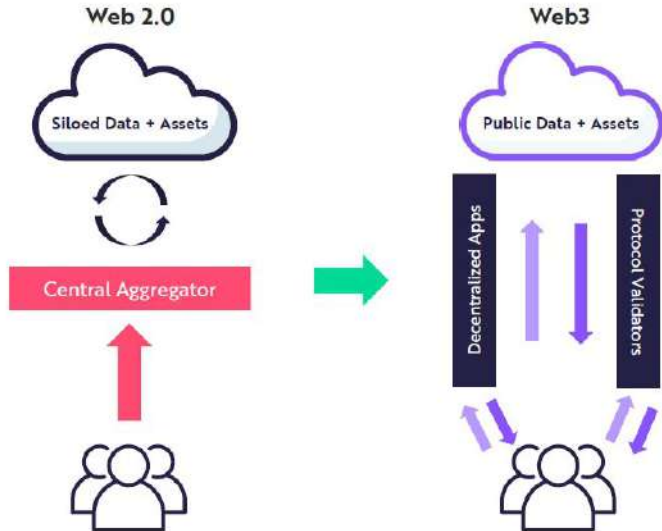 Web 2.0
Siloed Data + Assets
Central Aggregator
Web3
Public Data + Assets
Decentralized Apps
Protocol Validators